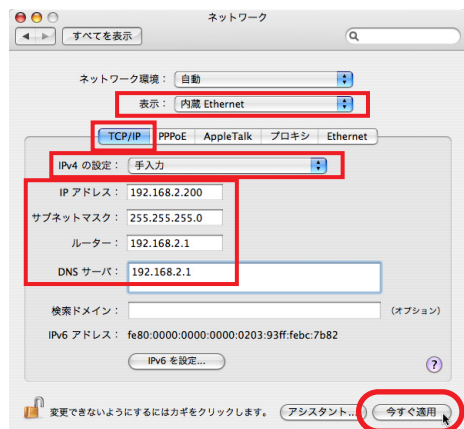 ネットワーク
すべてを表示
ネットワーク環境： 自動
表示： 内蔵 Ethernet
TCP/IP PPPoE AppleTalk プロキシ Ethernet
IPv4 の設定： 手入力
IP アドレス： 192.168.2.200
サブネットマスク： 255.255.255.0
ルーター： 192.168.2.1
DNS サーバ： 192.168.2.1
検索ドメイン： (オプション)
IPv6 アドレス： fe80:0000:0000:0000:0203:93ff:febc:7b82
IPv6 を設定... ?
変更できないようにするにはカギをクリックします。 アシスタント... 今すぐ適用